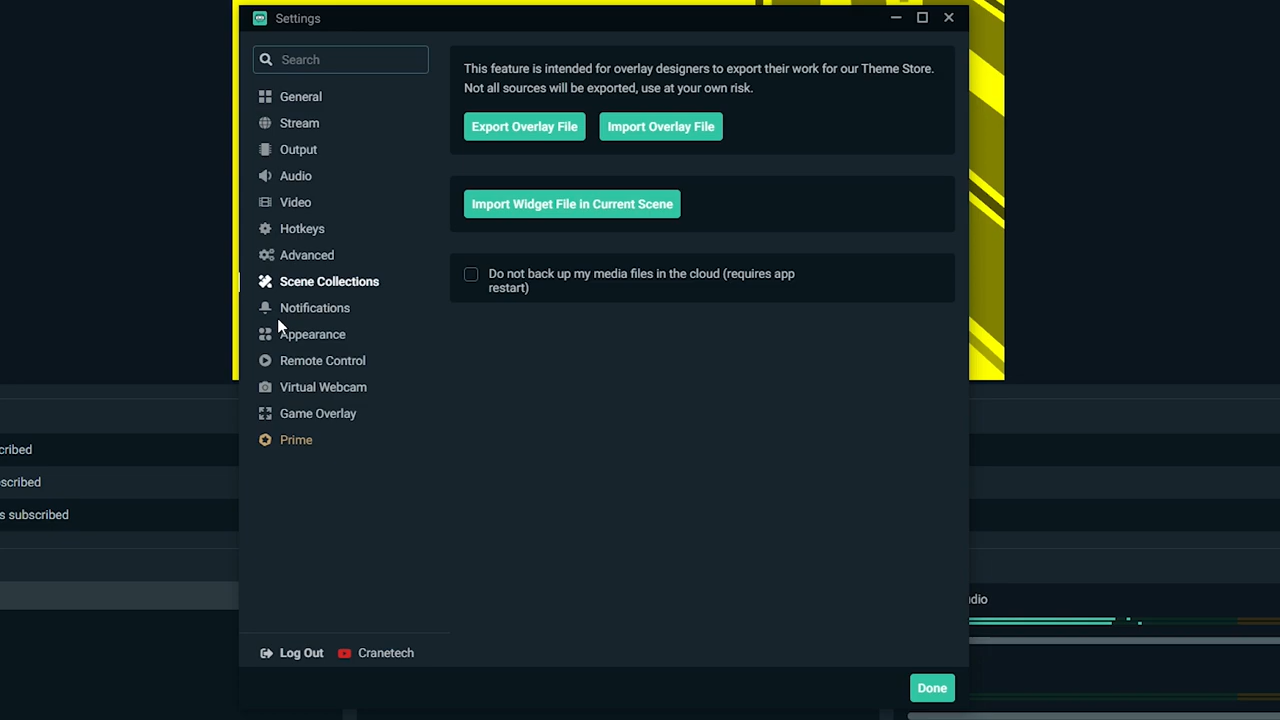 Settings
Search
General
Stream
Output
Audio
Video
Hotkeys
Advanced
Scene Collections
Notifications
Appearance
Remote Control
Virtual Webcam
Game Overlay
Prime
Log Out
Cranetech
This feature is intended for overlay designers to export their work for our Theme Store.
Not all sources will be exported, use at your own risk.
Export Overlay File
Import Overlay File
Import Widget File in Current Scene
Do not back up my media files in the cloud (requires app
restart)
Done
cribed
scribed
s subscribed
dio